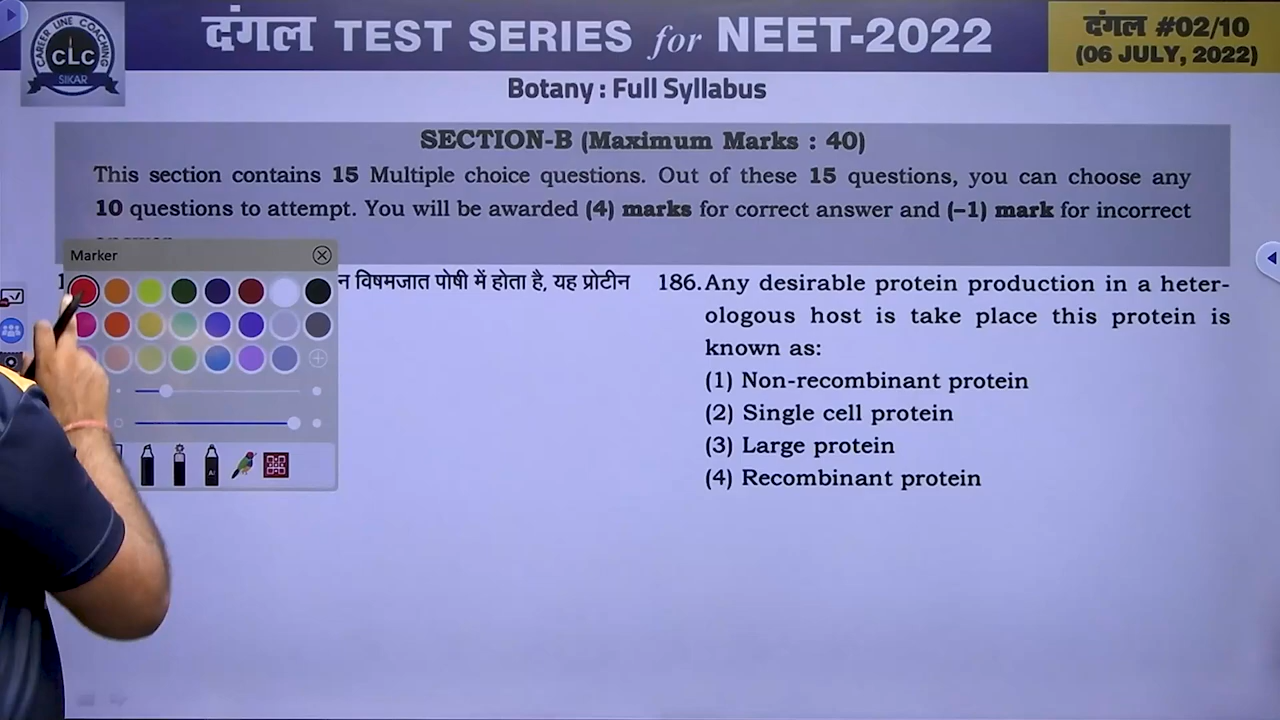 CAREER LINE COACHING
CLC
SIKAR
दंगल TEST SERIES for NEET-2022
दंगल #02/10
(06 JULY, 2022)
Botany : Full Syllabus
SECTION-B (Maximum Marks : 40)
This section contains 15 Multiple choice questions. Out of these 15 questions, you can choose any
10 questions to attempt. You will be awarded (4) marks for correct answer and (–1) mark for incorrect
Marker
विषमजात पोषी में होता है, यह प्रोटीन
186. Any desirable protein production in a heter-
ologous host is take place this protein is
known as:
(1) Non-recombinant protein
(2) Single cell protein
(3) Large protein
(4) Recombinant protein